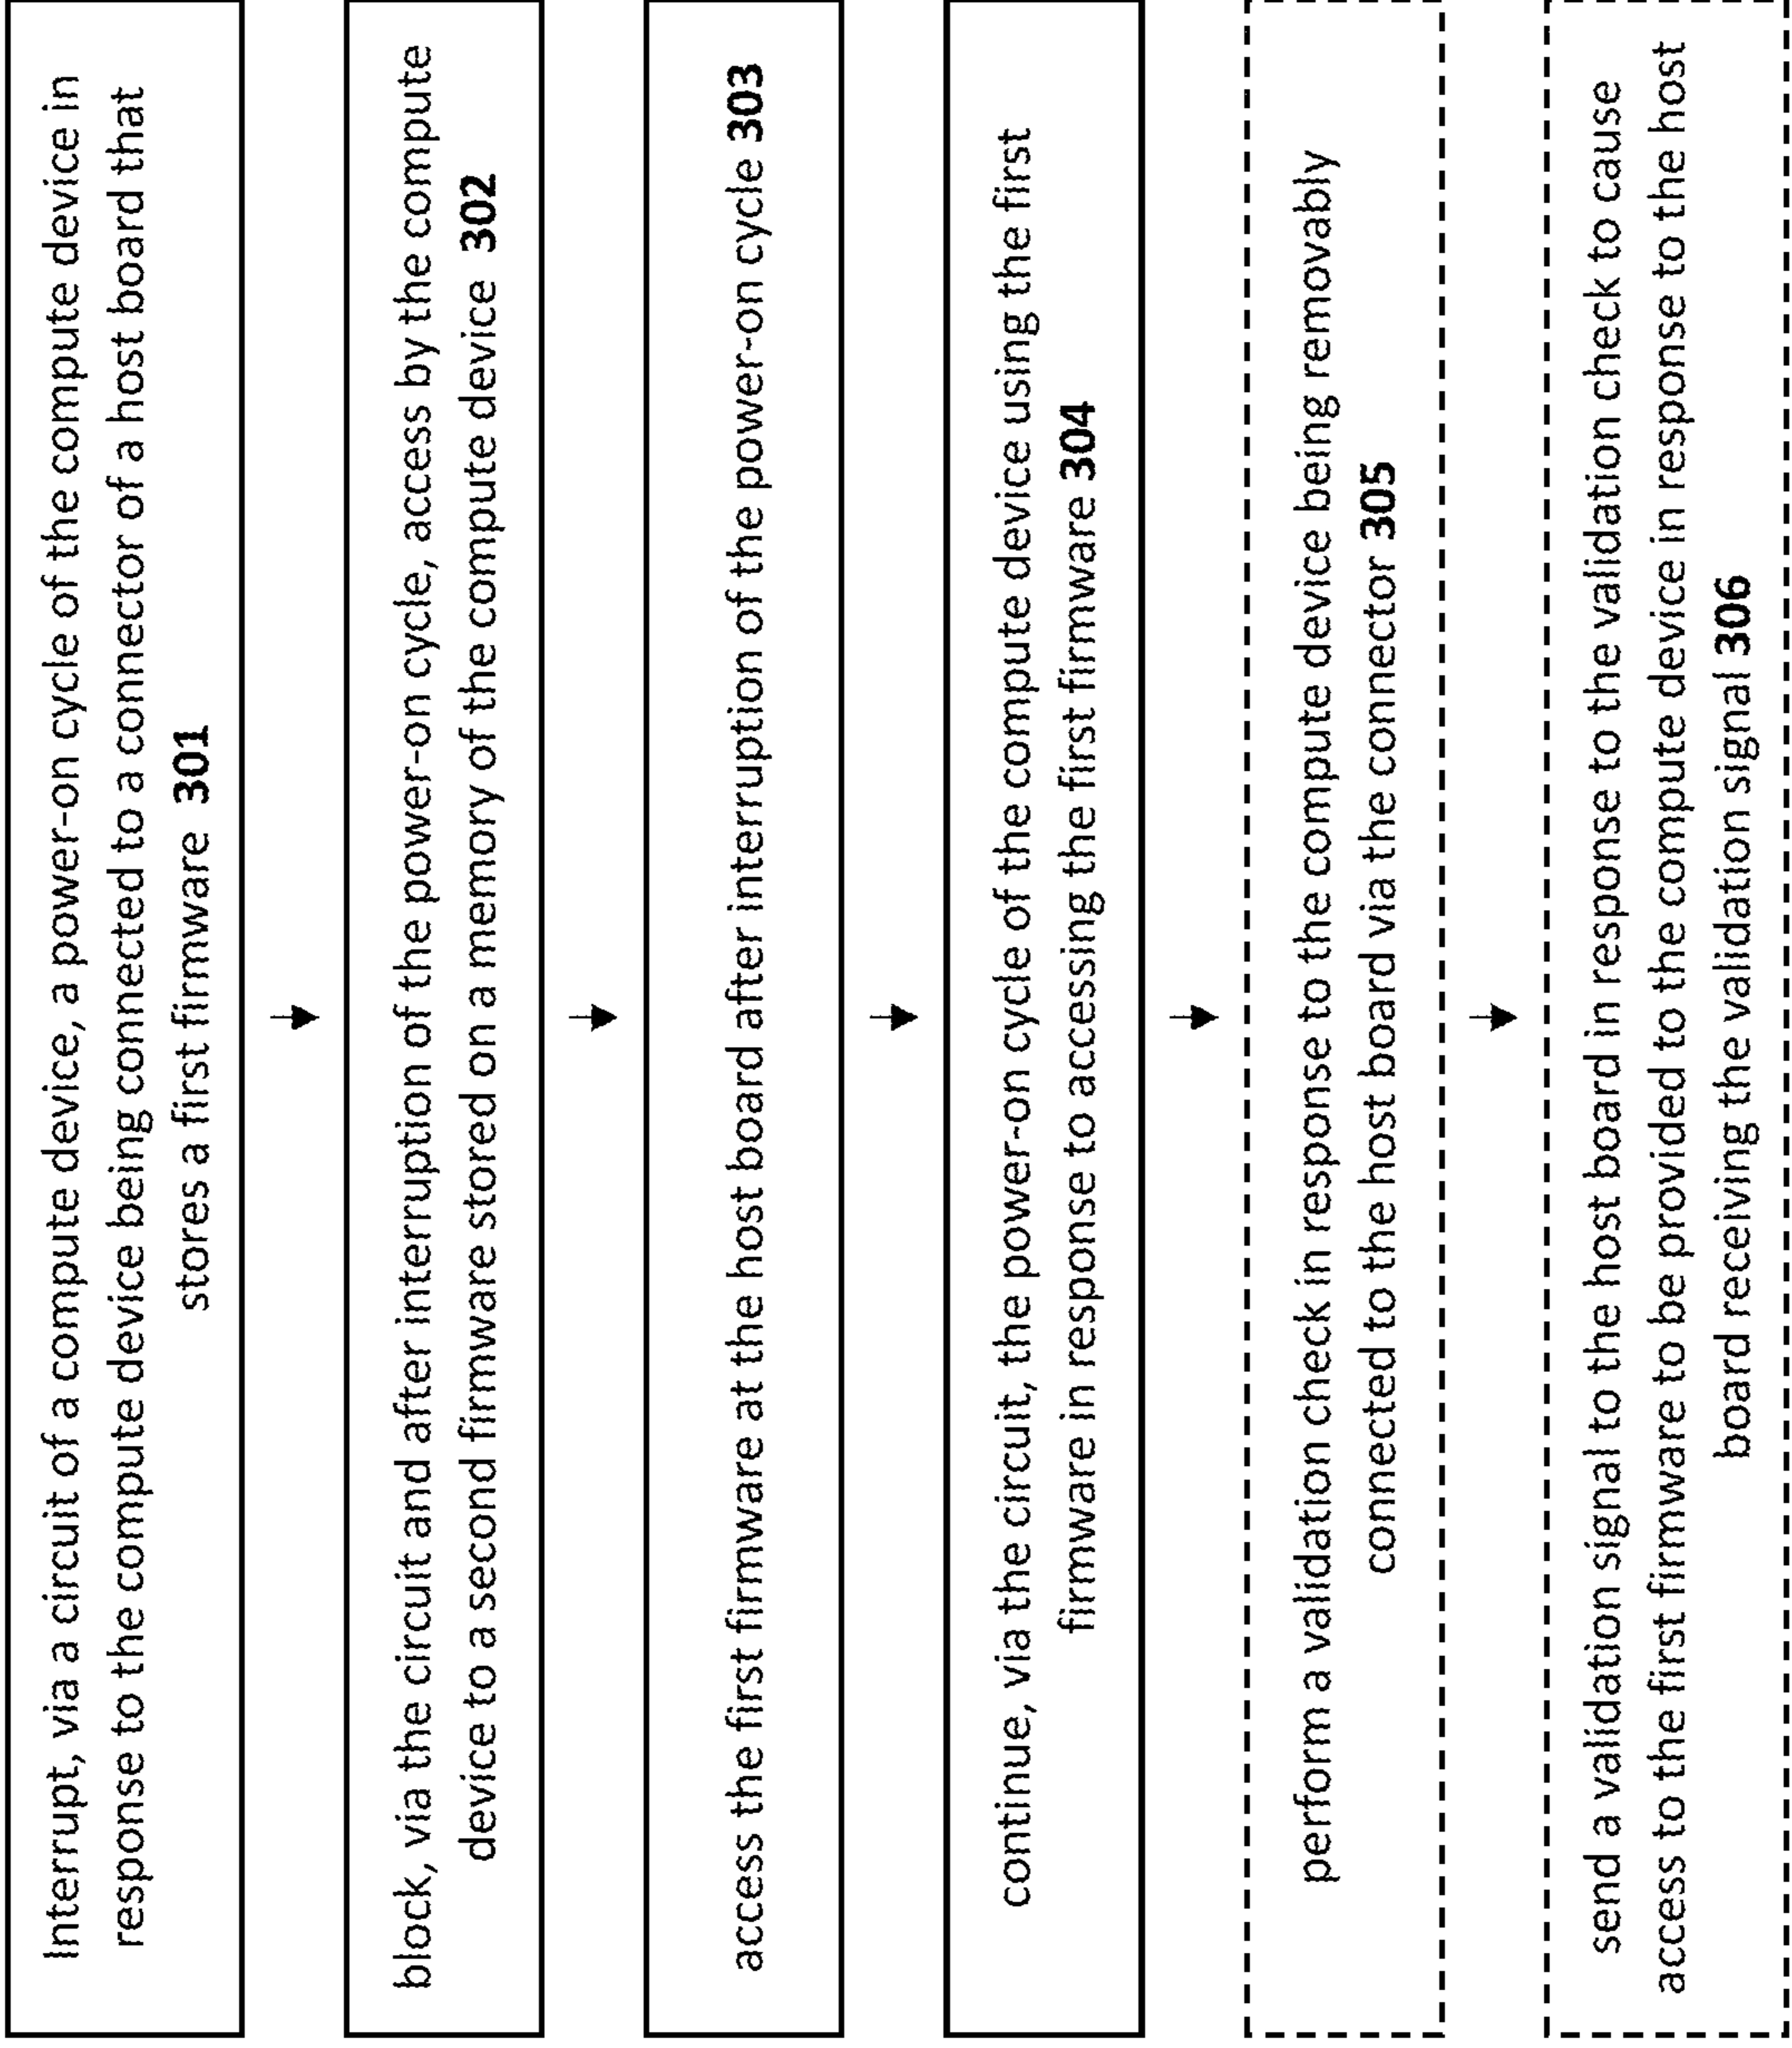 Interrupt, via a circuit of a compute device, a power-on cycle of the compute device in
response to the compute device being connected to a connector of a host board that
stores a first firmware 301
block, via the circuit and after interruption of the power-on cycle, access by the compute
device to a second firmware stored on a memory of the compute device 302
access the first firmware at the host board after interruption of the power-on cycle 303
continue, via the circuit, the power-on cycle of the compute device using the first
firmware in response to accessing the first firmware 304
perform a validation check in response to the compute device being removably
connected to the host board via the connector 305
send a validation signal to the host board in response to the validation check to cause
access to the first firmware to be provided to the compute device in response to the host
board receiving the validation signal 306